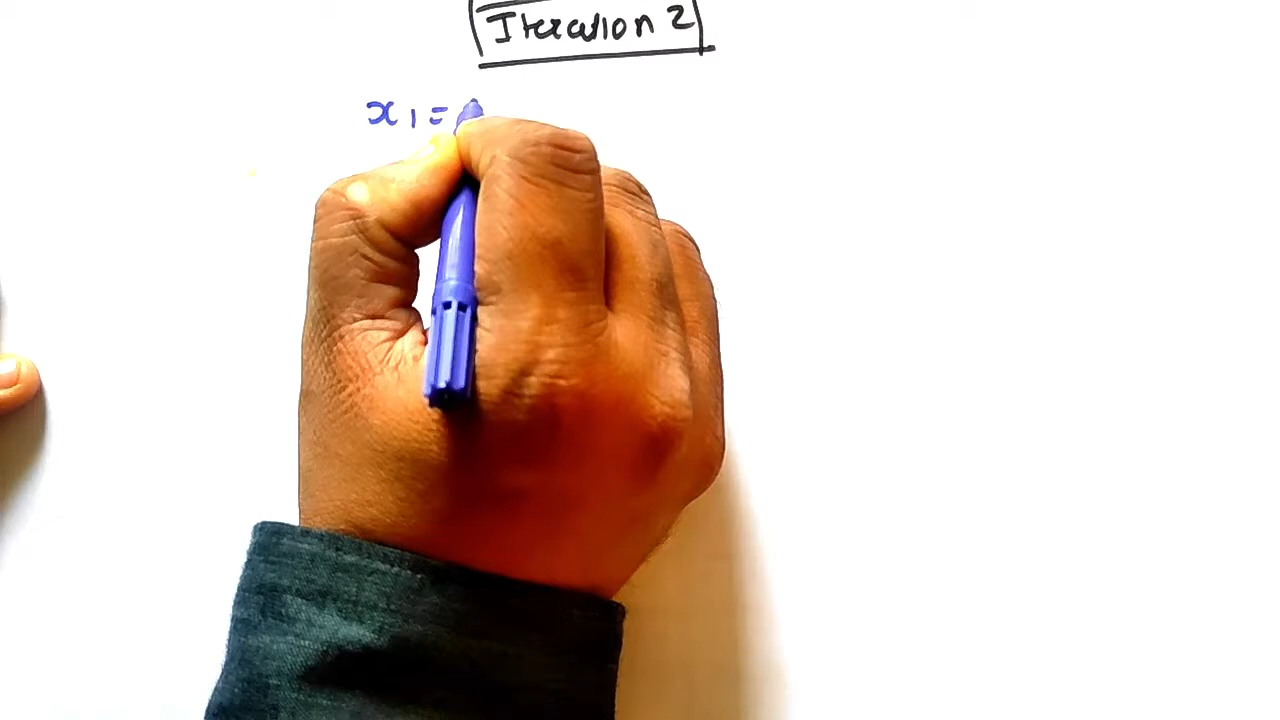 Iteration 2
x₁ =